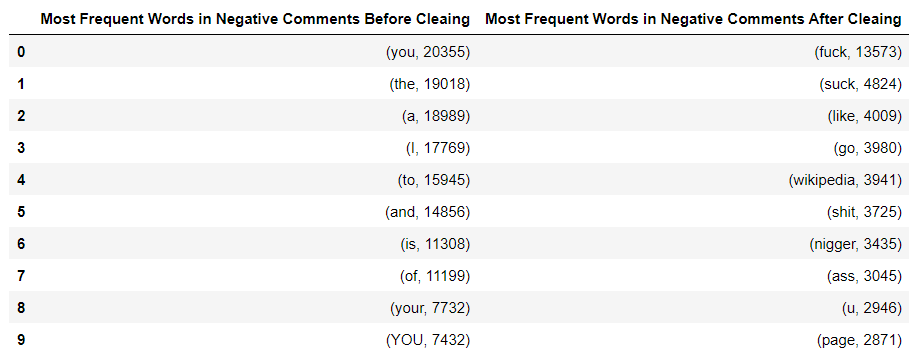 Most Frequent Words in Negative Comments Before Cleaing Most Frequent Words in Negative Comments After Cleaing
0 (you, 20355) (fuck, 13573)
1 (the, 19018) (suck, 4824)
2 (a, 18989) (like, 4009)
3 (I, 17769) (go, 3980)
4 (to, 15945) (wikipedia, 3941)
5 (and, 14856) (shit, 3725)
6 (is, 11308) (nigger, 3435)
7 (of, 11199) (ass, 3045)
8 (your, 7732) (u, 2946)
9 (YOU, 7432) (page, 2871)